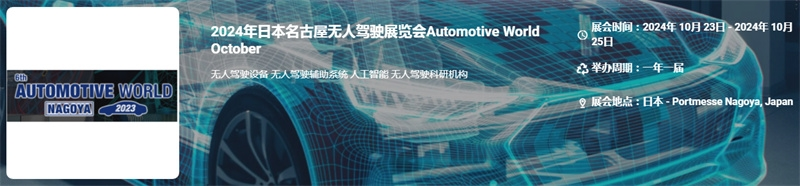 6th
AUTOMOTIVE WORLD
NAGOYA 2023
2024年日本名古屋无人驾驶展览会Automotive World
October
无人驾驶设备 无人驾驶辅助系统 人工智能 无人驾驶科研机构
展会时间：2024年 10月 23日 - 2024年 10月
25日
举办周期：一年一届
展会地点：日本 - Portmesse Nagoya, Japan